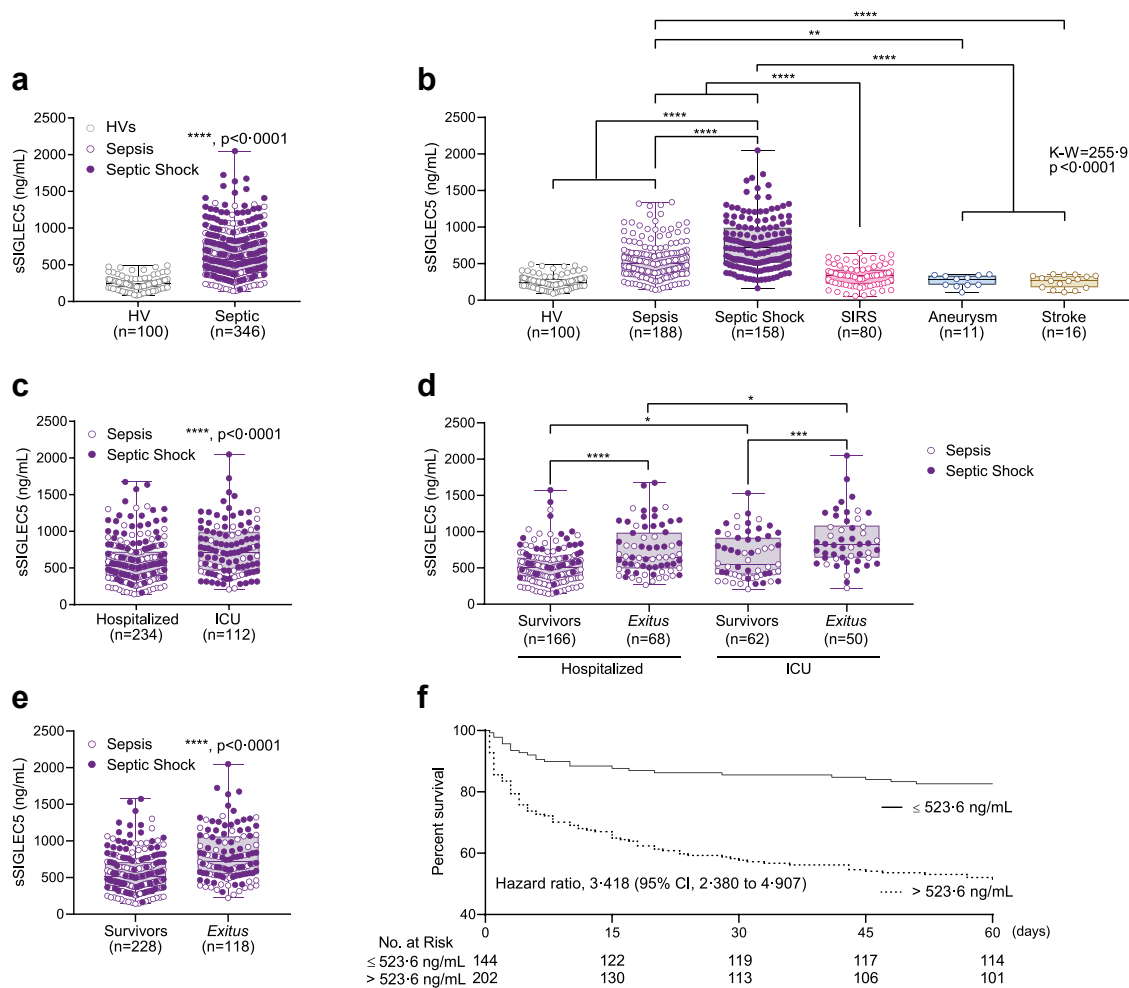 a
sSIGLEC5 (ng/mL)
2500
2000
1500
1000
500
0
HVs
Sepsis
Septic Shock
****, p<0·0001
HV
(n=100)
Septic
(n=346)
b
sSIGLEC5 (ng/mL)
2500
2000
1500
1000
500
0
****
**
****
****
****
****
K-W=255·9
p<0·0001
HV
(n=100)
Sepsis
(n=188)
Septic Shock
(n=158)
SIRS
(n=80)
Aneurysm
(n=11)
Stroke
(n=16)
c
sSIGLEC5 (ng/mL)
2500
2000
1500
1000
500
0
Sepsis
Septic Shock
****, p<0·0001
Hospitalized
(n=234)
ICU
(n=112)
d
sSIGLEC5 (ng/mL)
2500
2000
1500
1000
500
0
*
*
****
***
Sepsis
Septic Shock
Survivors
(n=166)
Exitus
(n=68)
Survivors
(n=62)
Exitus
(n=50)
Hospitalized
ICU
e
sSIGLEC5 (ng/mL)
2500
2000
1500
1000
500
0
Sepsis
Septic Shock
****, p<0·0001
Survivors
(n=228)
Exitus
(n=118)
f
Percent survival
100
80
60
40
≤ 523·6 ng/mL
> 523·6 ng/mL
Hazard ratio, 3·418 (95% CI, 2·380 to 4·907)
0 15 30 45 60 (days)
No. at Risk
≤ 523·6 ng/mL 144 122 119 117 114
> 523·6 ng/mL 202 130 113 106 101